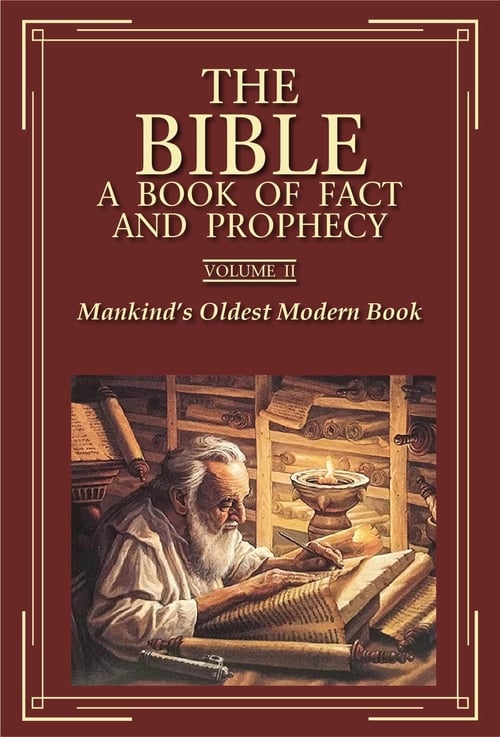 THE
BIBLE
A BOOK OF FACT
AND PROPHECY
VOLUME II
Mankind's Oldest Modern Book